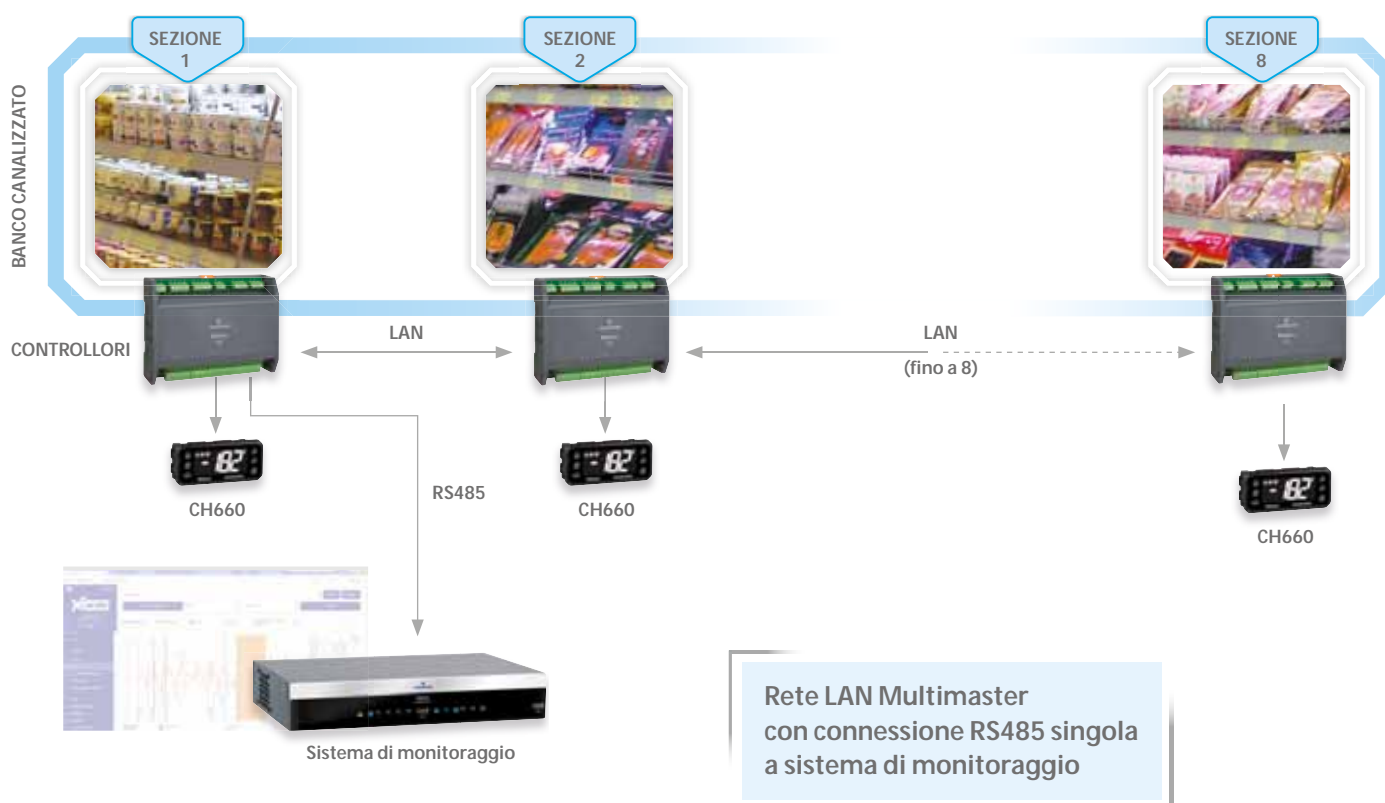 SEZIONE
1
SEZIONE
2
SEZIONE
8
BANCO CANALIZZATO
CONTROLLORI
LAN
LAN
(fino a 8)
CH660
CH660
CH660
RS485
Sistema di monitoraggio
Rete LAN Multimaster
con connessione RS485 singola
a sistema di monitoraggio